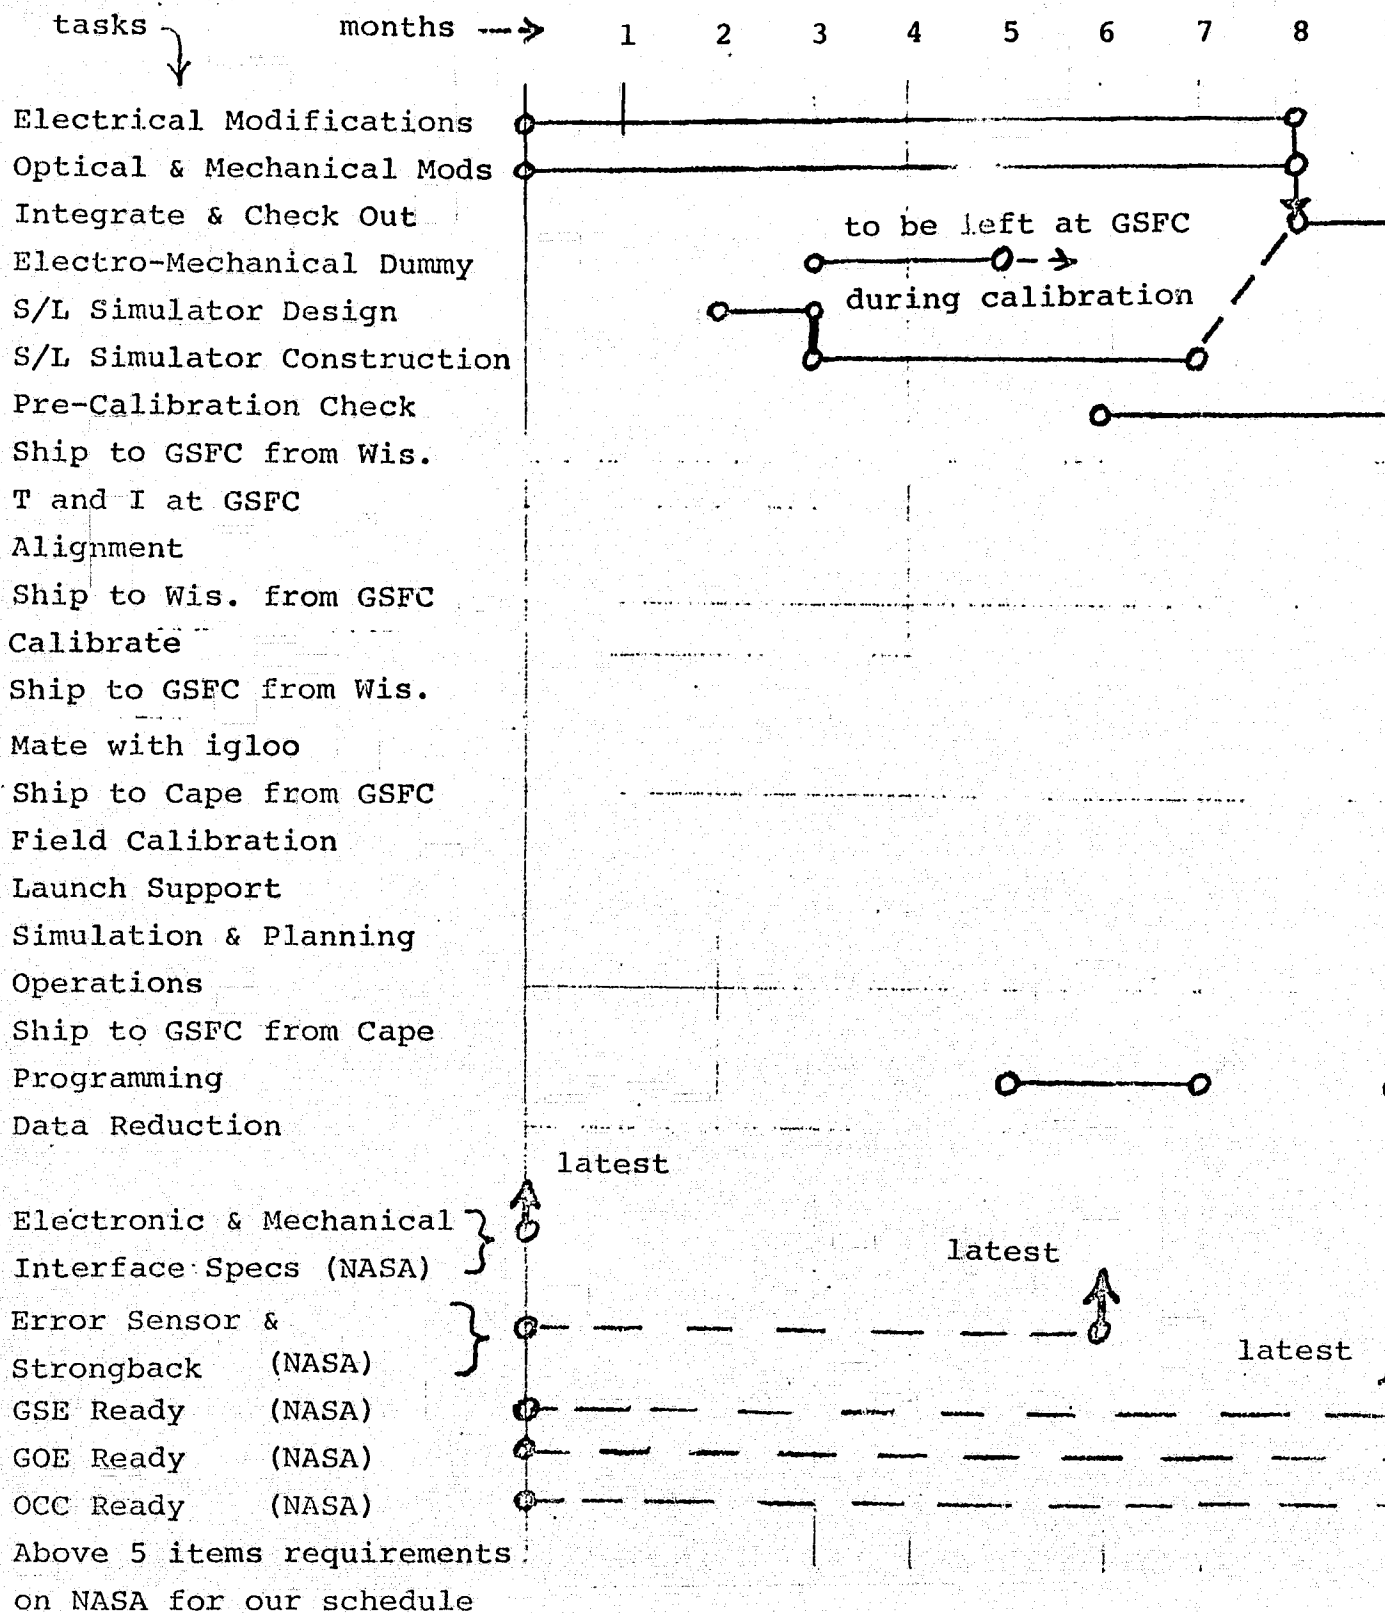 tasks months 1 2 3 4 5 6 7 8
Electrical Modifications
Optical & Mechanical Mods
Integrate & Check Out
to be left at GSFC
Electro-Mechanical Dummy
during calibration
S/L Simulator Design
S/L Simulator Construction
Pre-Calibration Check
Ship to GSFC from Wis.
T and I at GSFC
Alignment
Ship to Wis. from GSFC
Calibrate
Ship to GSFC from Wis.
Mate with igloo
Ship to Cape from GSFC
Field Calibration
Launch Support
Simulation & Planning
Operations
Ship to GSFC from Cape
Programming
Data Reduction
latest
Electronic & Mechanical
Interface Specs (NASA)
latest
Error Sensor &
Strongback (NASA)
latest
GSE Ready (NASA)
GOE Ready (NASA)
OCC Ready (NASA)
Above 5 items requirements
on NASA for our schedule